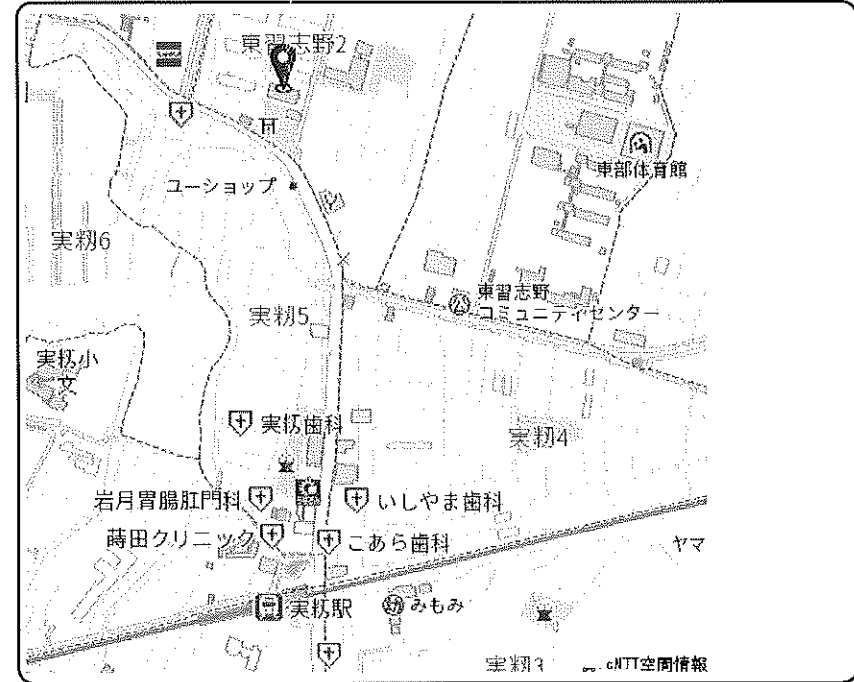 東習志野2
東部体育館
ユーショップ
実籾6
東習志野
コミュニティセンター
実籾5
実籾小
文
実籾4
実籾歯科
岩月胃腸肛門科
いしやま歯科
蒔田クリニック
こあら歯科
ヤマ
実籾駅
幼 みもみ
実籾3
NTT空間情報